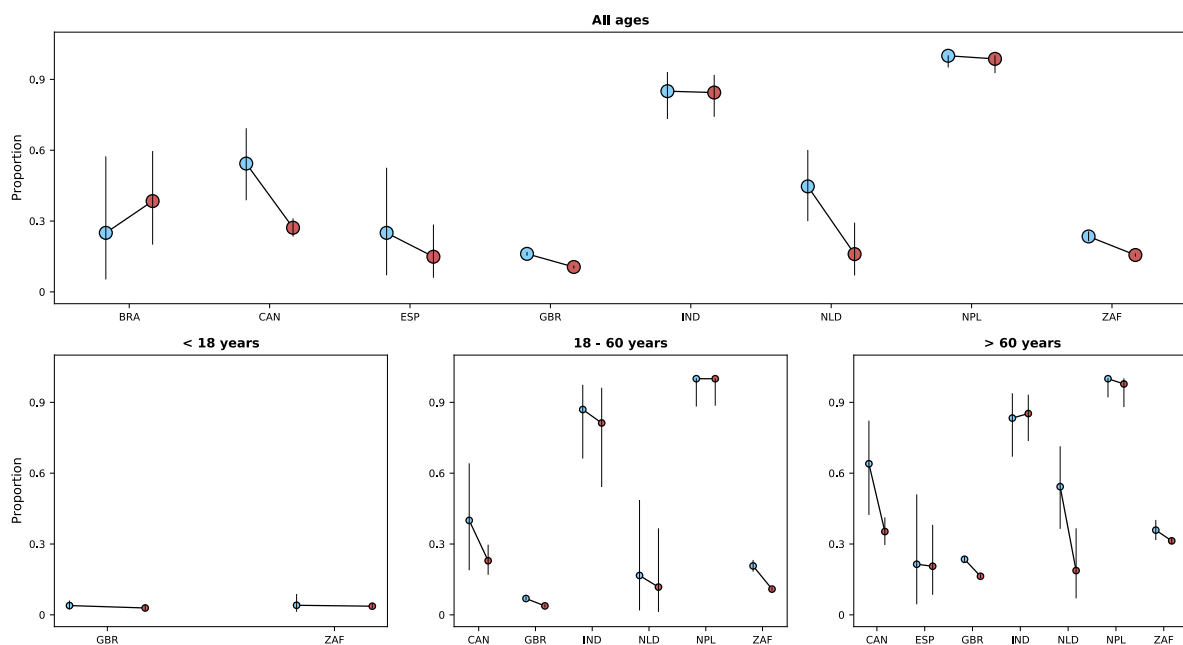 All ages
Proportion
0.9
0.6
0.3
0
BRA CAN ESP GBR IND NLD NPL ZAF
< 18 years
Proportion
0.9
0.6
0.3
0
GBR ZAF
18 - 60 years
0.9
0.6
0.3
0
CAN GBR IND NLD NPL ZAF
> 60 years
0.9
0.6
0.3
0
CAN ESP GBR IND NLD NPL ZAF